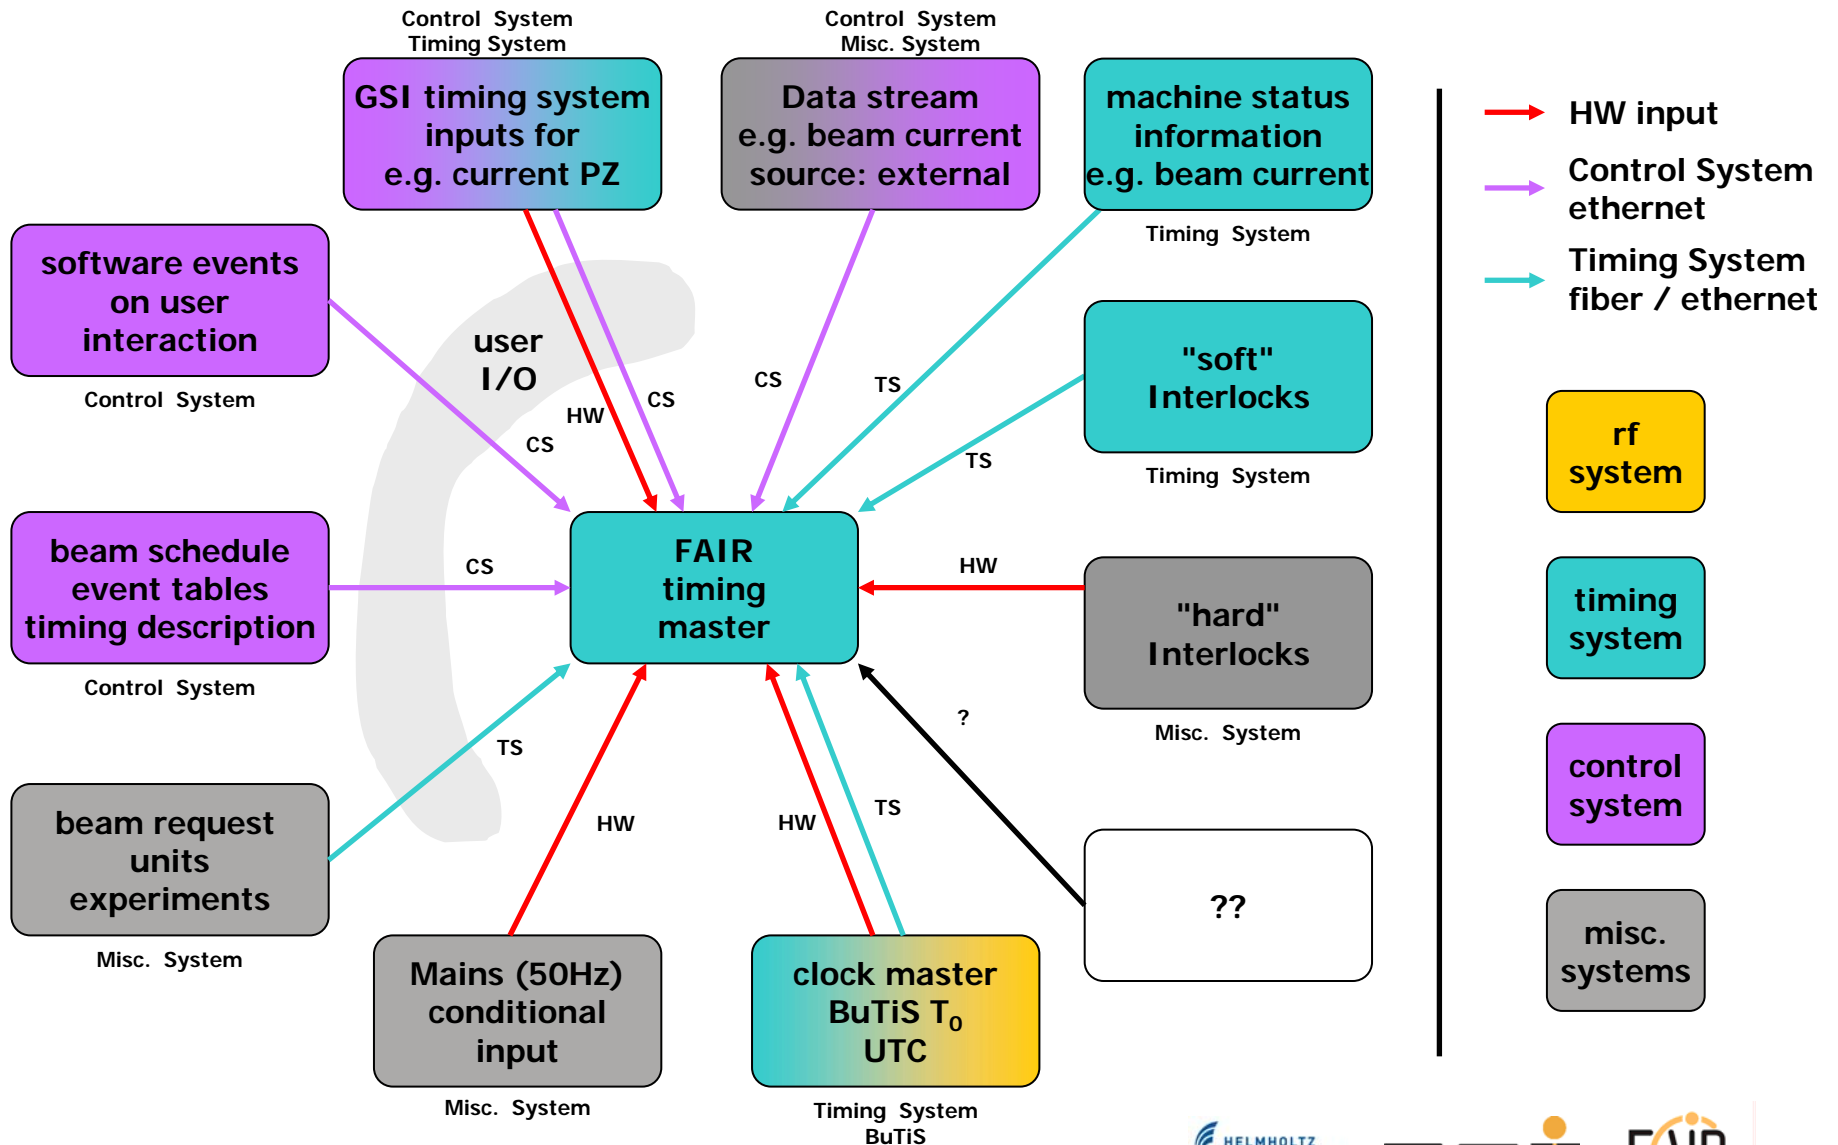 Control System
Timing System
GSI timing system
inputs for
e.g. current PZ
Control System
Misc. System
Data stream
e.g. beam current
source: external
machine status
information
e.g. beam current
Timing System
software events
on user
interaction
Control System
user
I/O
HW
CS
CS
CS
TS
"soft"
Interlocks
Timing System
TS
beam schedule
event tables
timing description
Control System
CS
FAIR
timing
master
HW
"hard"
Interlocks
Misc. System
beam request
units
experiments
Misc. System
TS
HW
Mains (50Hz)
conditional
input
Misc. System
HW
TS
clock master
BuTiS T0
UTC
Timing System
BuTiS
?
??
HW input
Control System
ethernet
Timing System
fiber / ethernet
rf
system
timing
system
control
system
misc.
systems
HELMHOLTZ